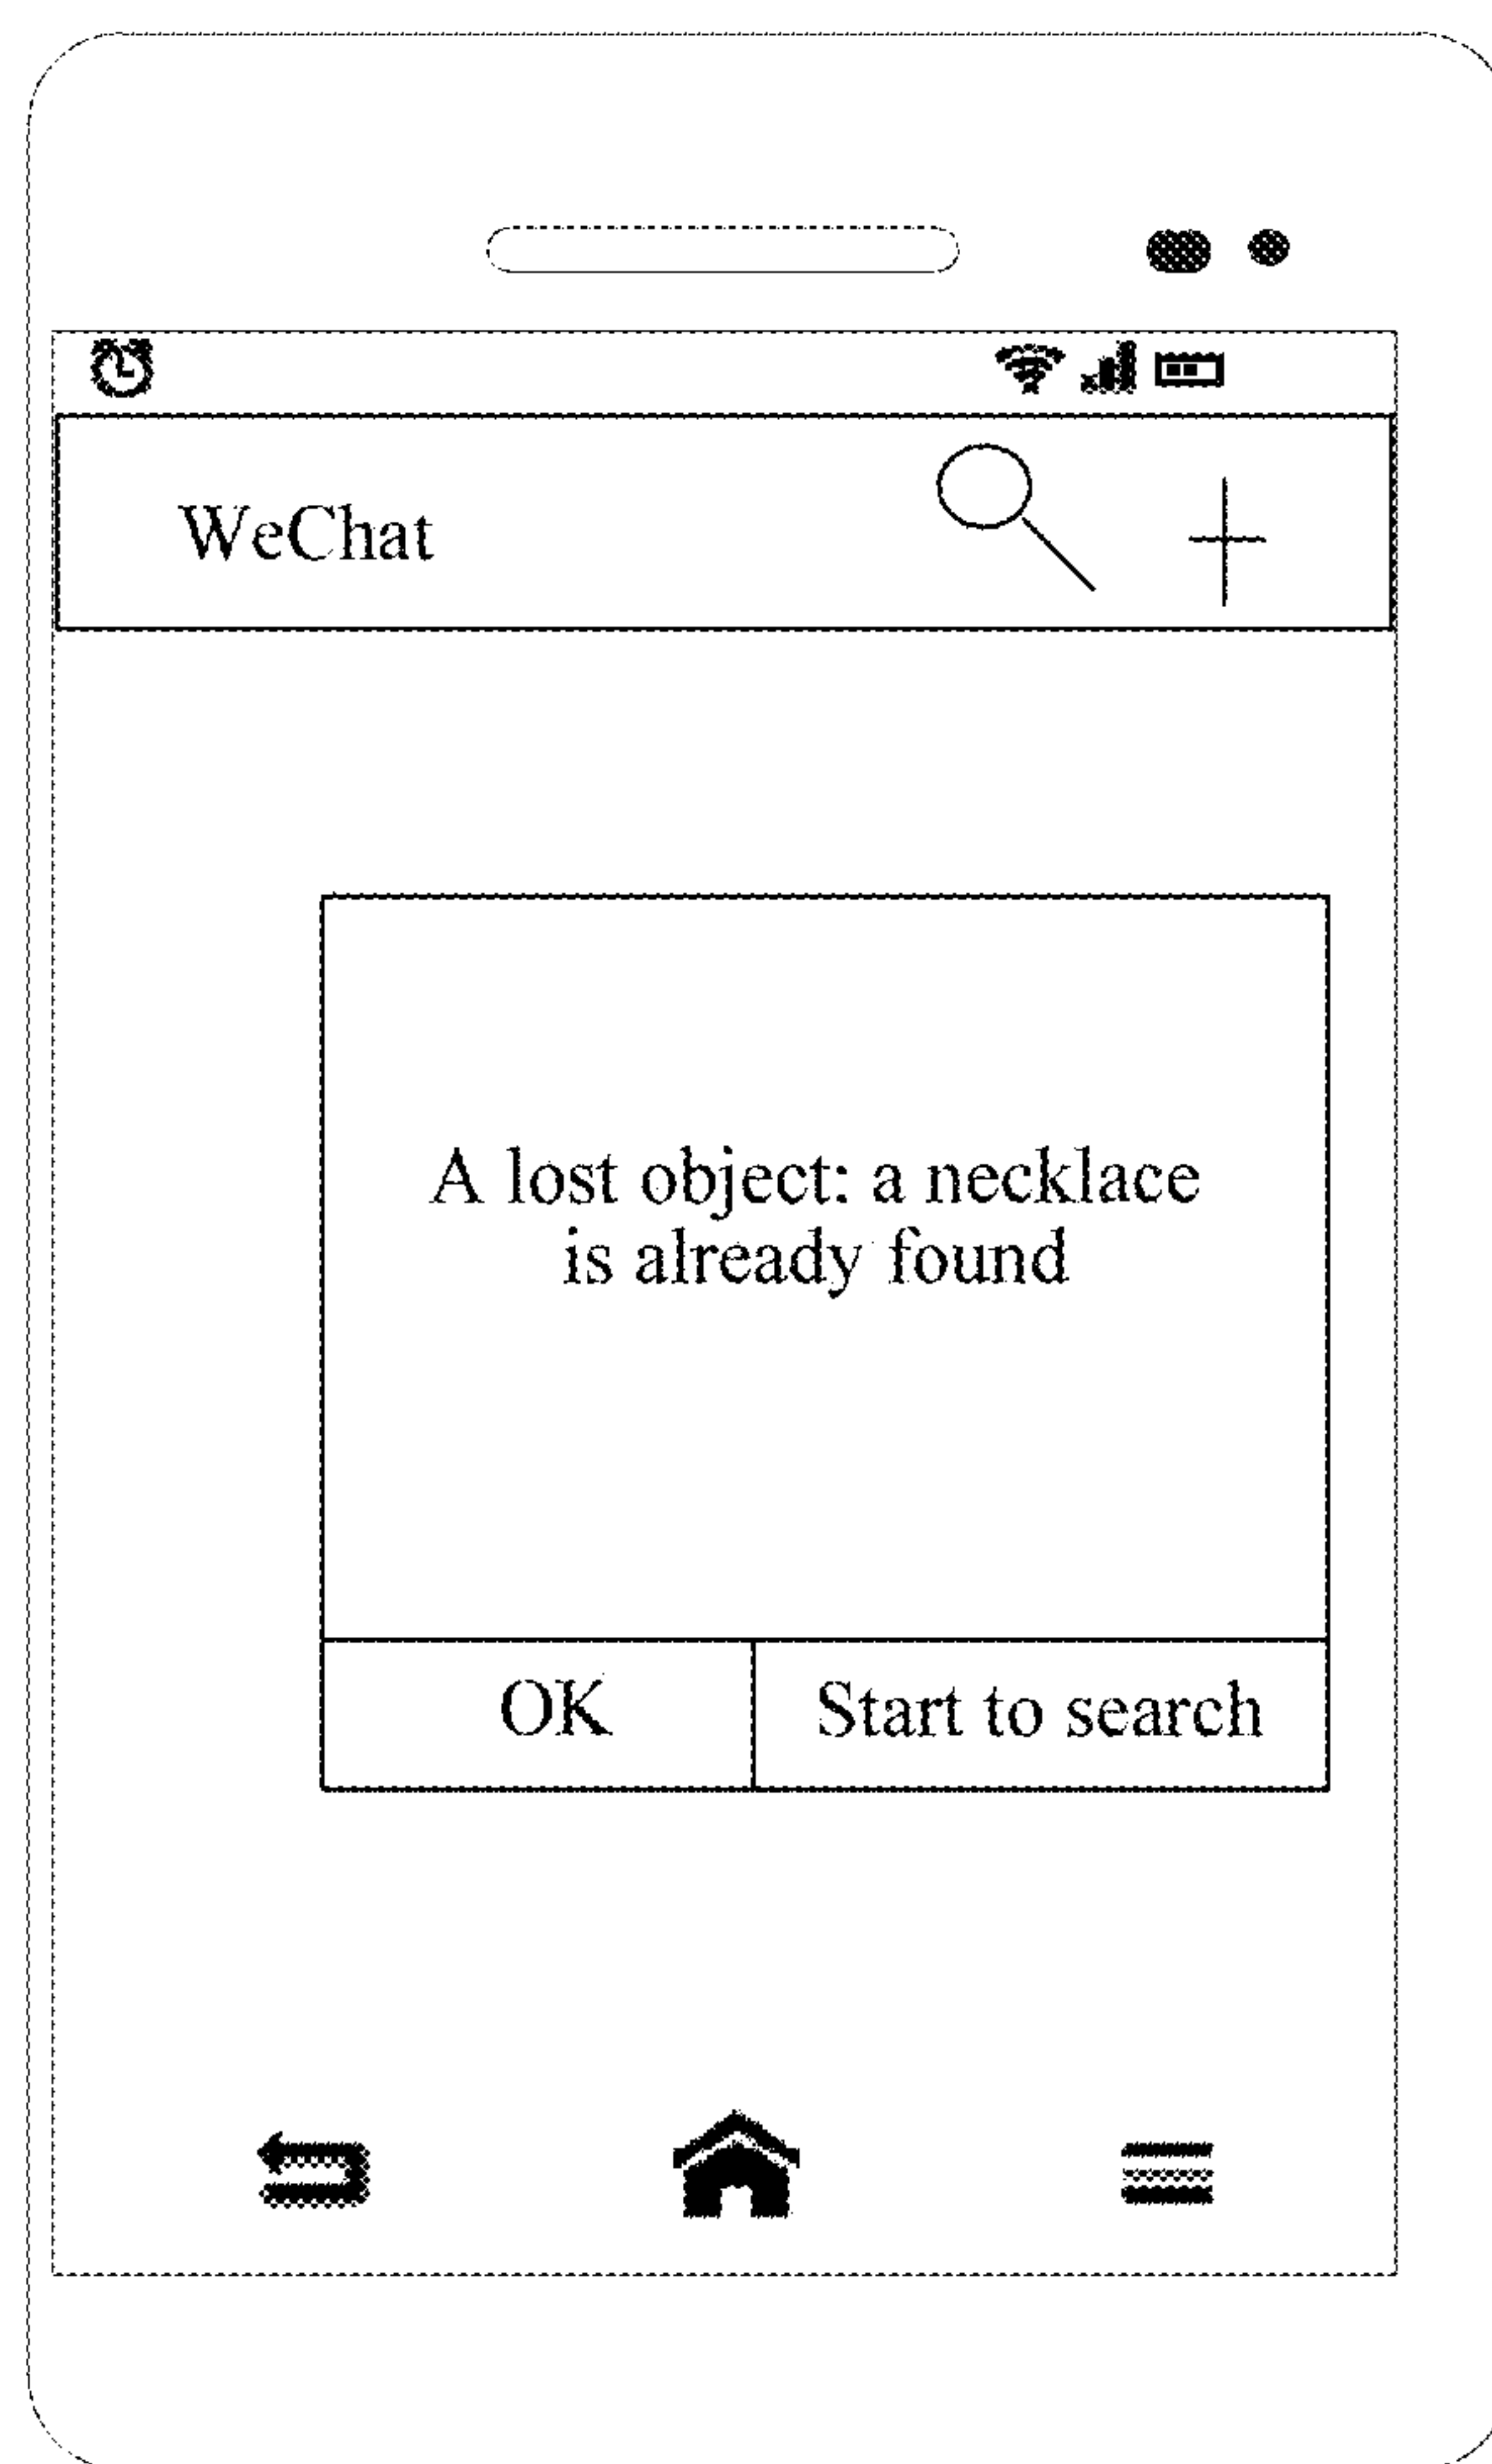 WeChat
A lost object: a necklace
is already found
OK
Start to search